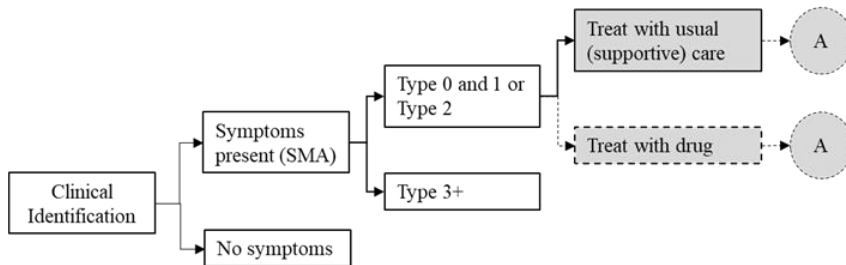 Clinical
Identification
Symptoms
present (SMA)
No symptoms
Type 0 and 1 or
Type 2
Type 3+
Treat with usual
(supportive) care
A
Treat with drug
A